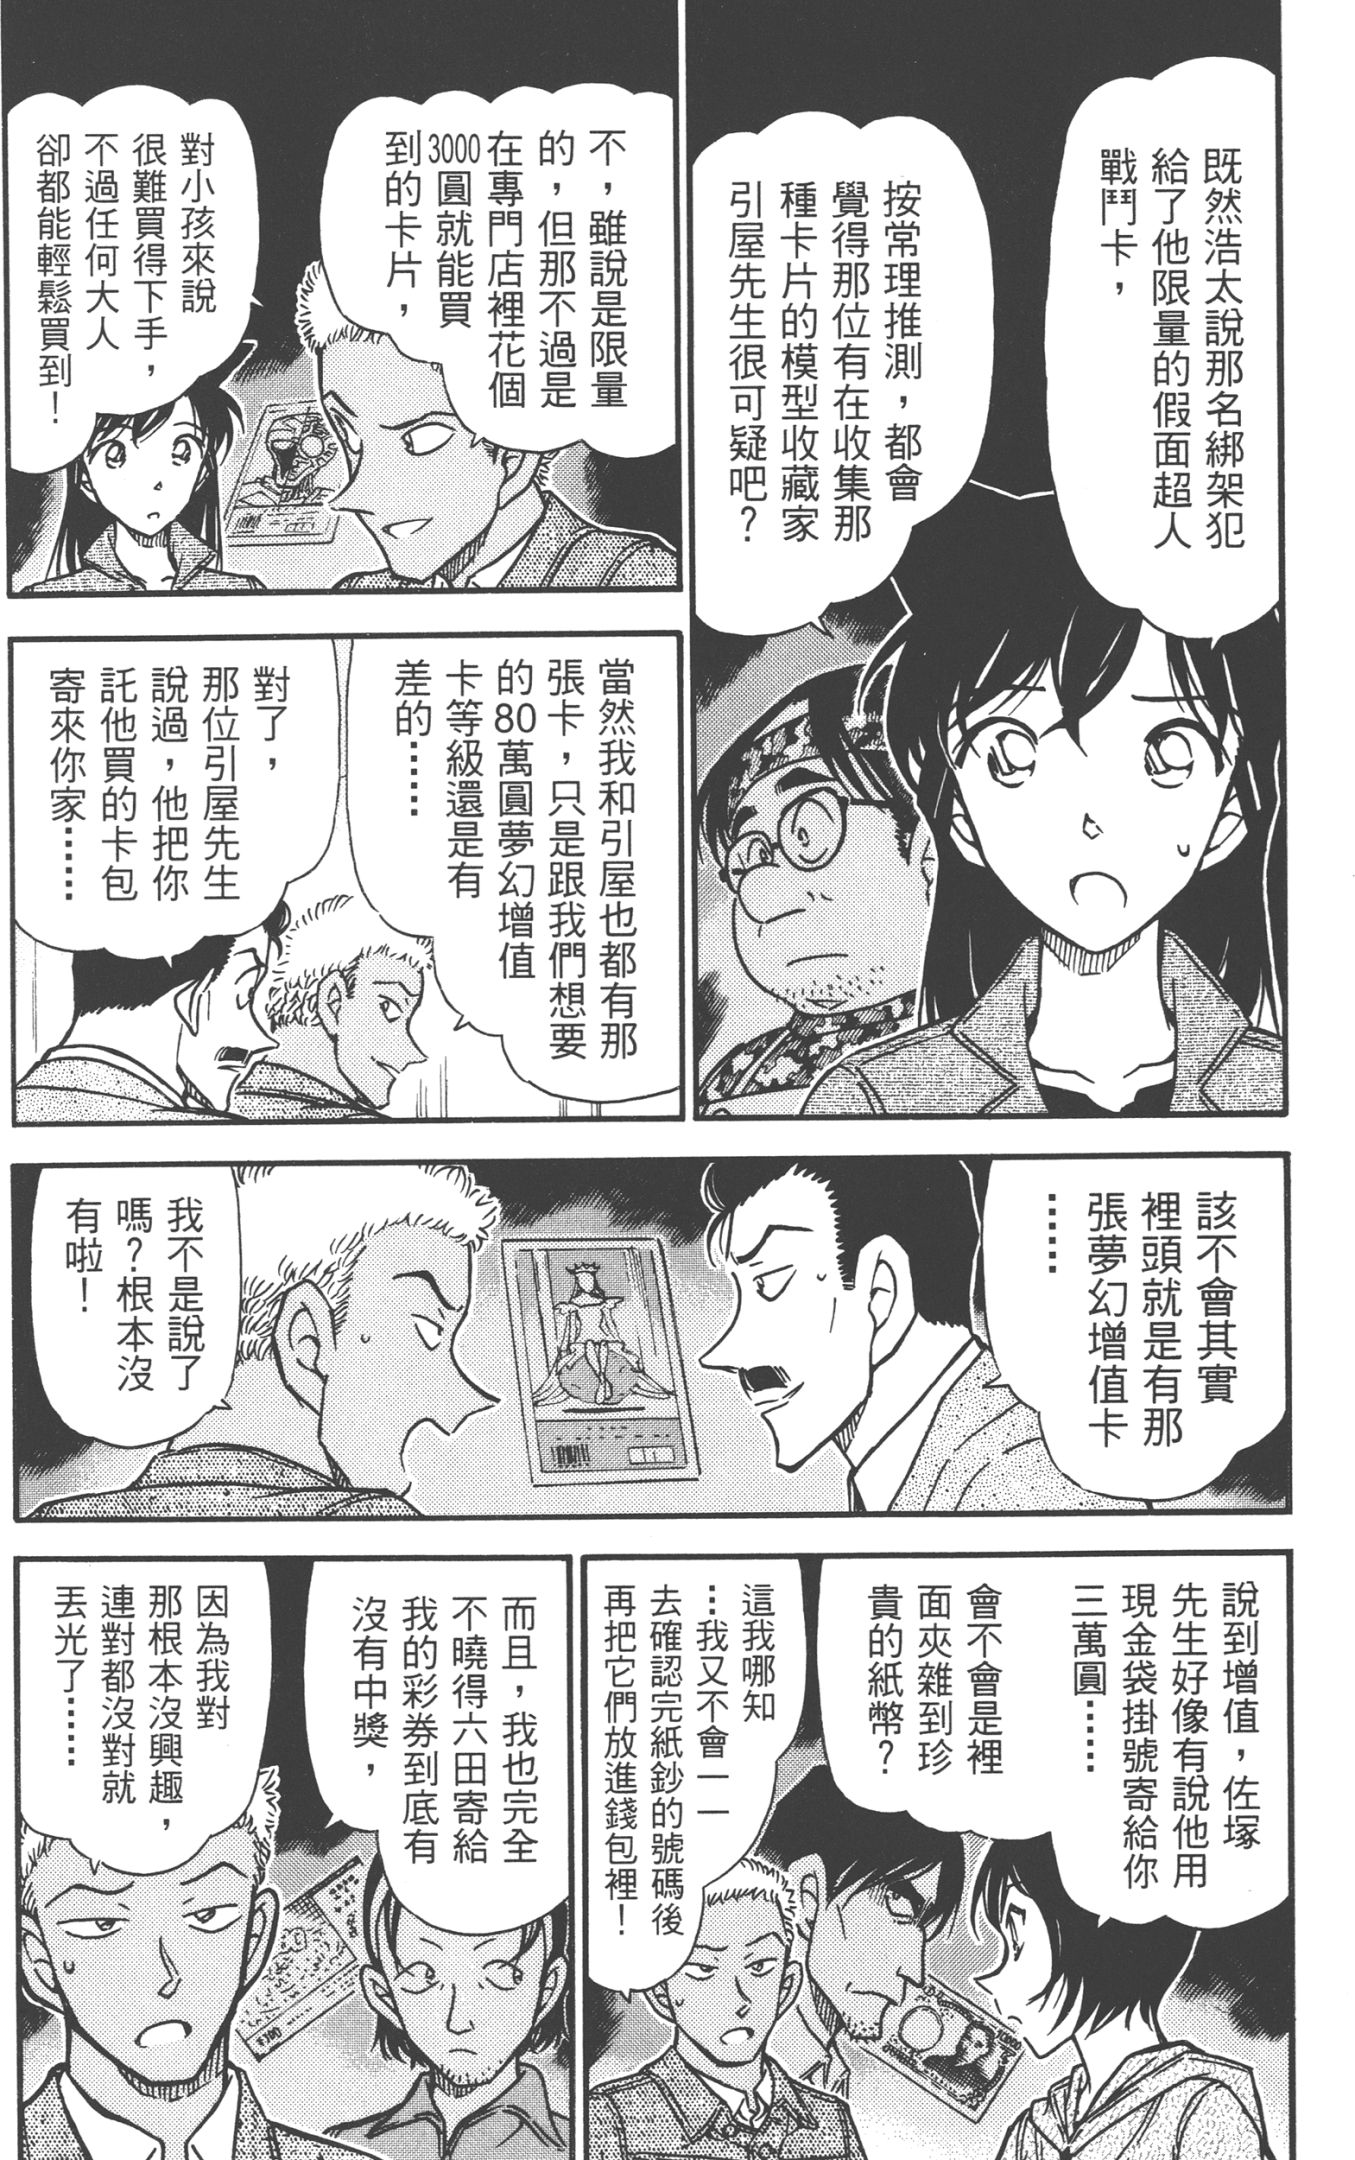 既然浩太說那名綁架犯
給了他限量的假面超人
戰鬥卡，
按常理推測，都會
覺得那位有在收集那
種卡片的模型收藏家
引屋先生很可疑吧？
不，雖說是限量
的，但那不過是
在專門店裡花個
3000圓就能買
到的卡片，
對小孩來說
很難買得下手，
不過任何大人
卻都能輕鬆買到！
當然我和引屋也都有那
張卡，只是跟我們想要
的80萬圓夢幻增值
卡等級還是有
差的……
對了，
那位引屋先生
說過，他把你
託他買的卡包
寄來你家……
該不會其實
裡頭就是有那
張夢幻增值卡
……
我不是說了
嗎？根本沒
有啦！
說到增值，佐塚
先生好像有說他用
現金袋掛號寄給你
三萬圓……
會不會是裡
面夾雜到珍
貴的紙幣？
這我哪知
…我又不會一一
去確認完紙鈔的號碼後
再把它們放進錢包裡！
而且，我也完全
不曉得六田寄給
我的彩券到底有
沒有中獎，
因為我對
那根本沒興趣，
連對都沒對就
丟光了……